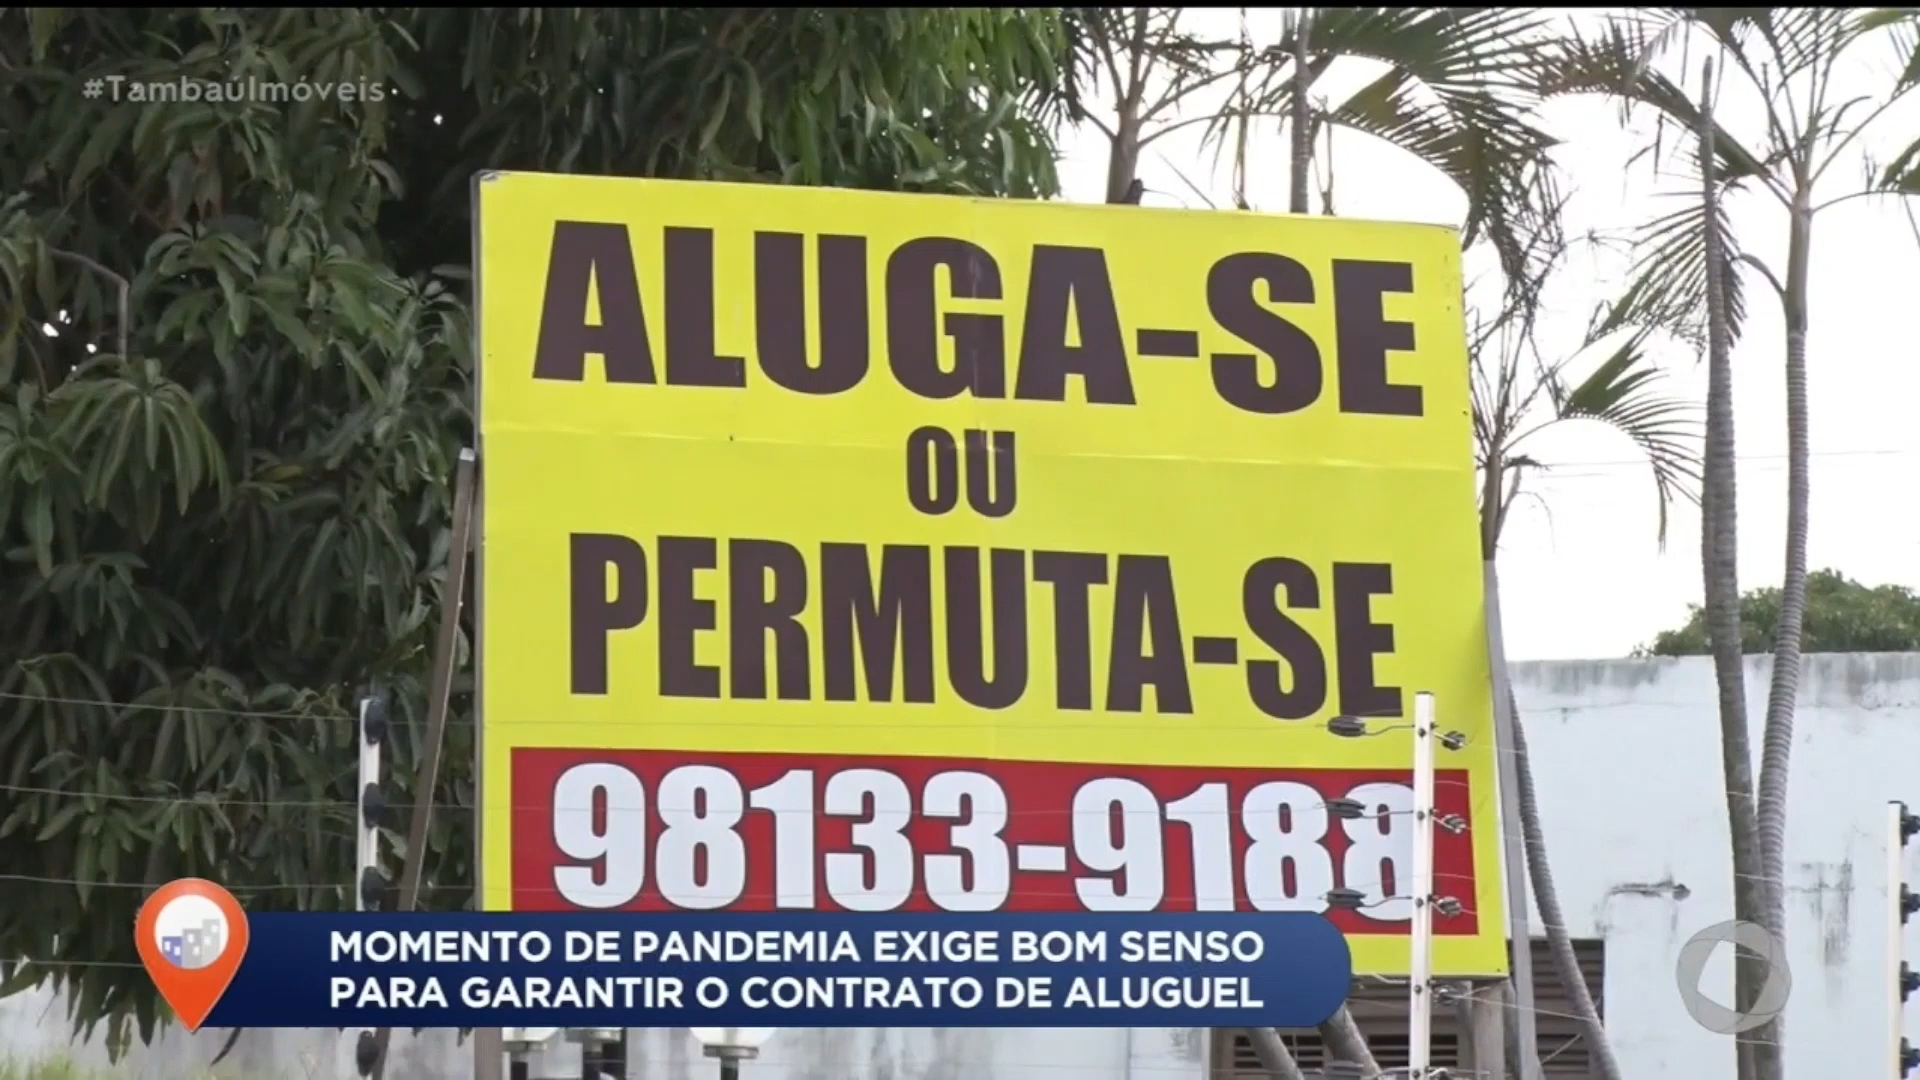 #TambaúImóveis
ALUGA-SE
OU
PERMUTA-SE
98133-9188
MOMENTO DE PANDEMIA EXIGE BOM SENSO
PARA GARANTIR O CONTRATO DE ALUGUEL